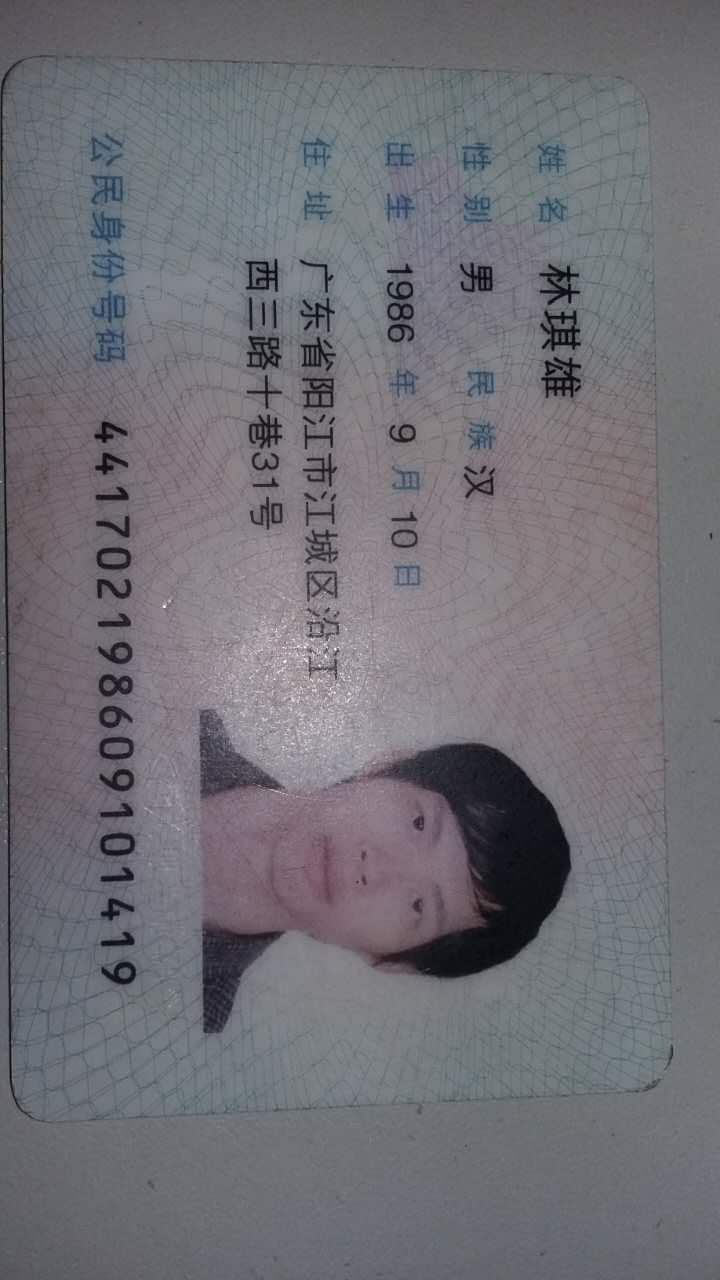 姓名 林琪雄
性别 男 民族 汉
出生 1986 年 9 月 10 日
住址 广东省阳江市江城区沿江
西三路十巷31号
公民身份号码 441702198609101419